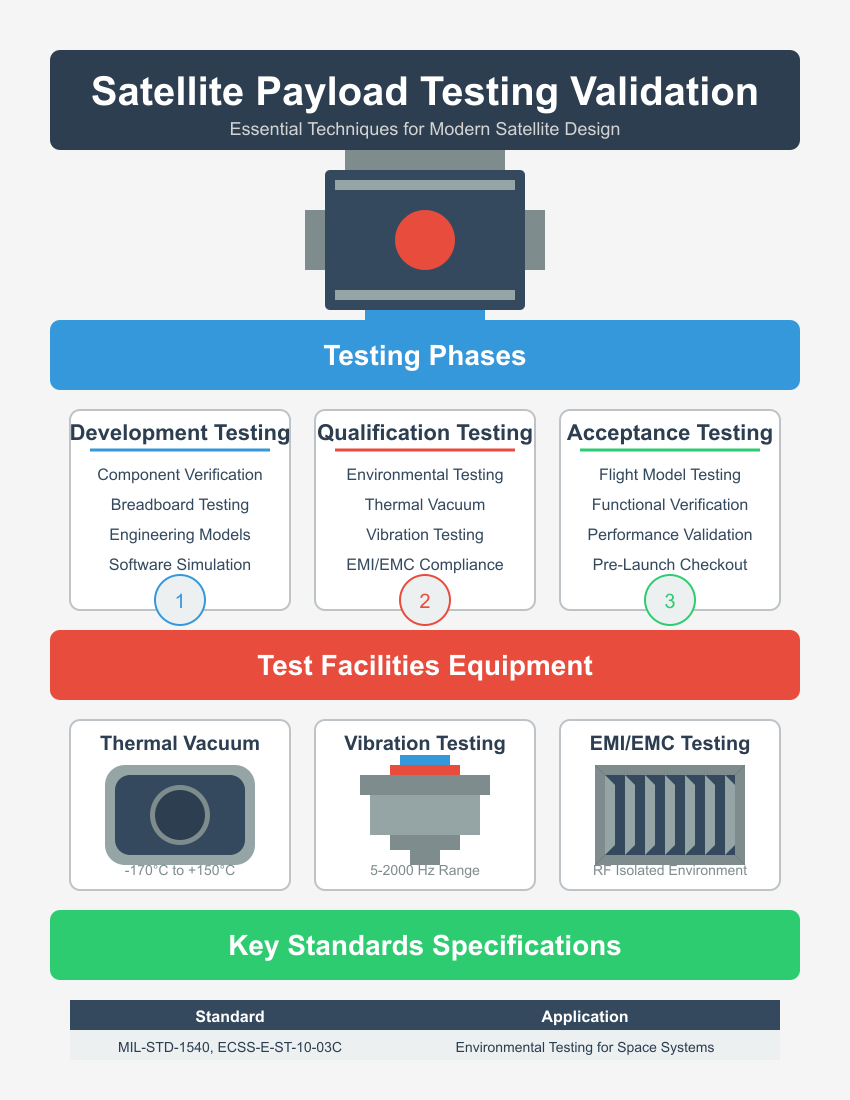 Satellite Payload Testing Validation
Essential Techniques for Modern Satellite Design
Testing Phases
Development Testing
Component Verification
Breadboard Testing
Engineering Models
Software Simulation
1
Qualification Testing
Environmental Testing
Thermal Vacuum
Vibration Testing
EMI/EMC Compliance
2
Acceptance Testing
Flight Model Testing
Functional Verification
Performance Validation
Pre-Launch Checkout
3
Test Facilities Equipment
Thermal Vacuum
-170°C to +150°C
Vibration Testing
5-2000 Hz Range
EMI/EMC Testing
RF Isolated Environment
Key Standards Specifications
Standard Application
MIL-STD-1540, ECSS-E-ST-10-03C Environmental Testing for Space Systems